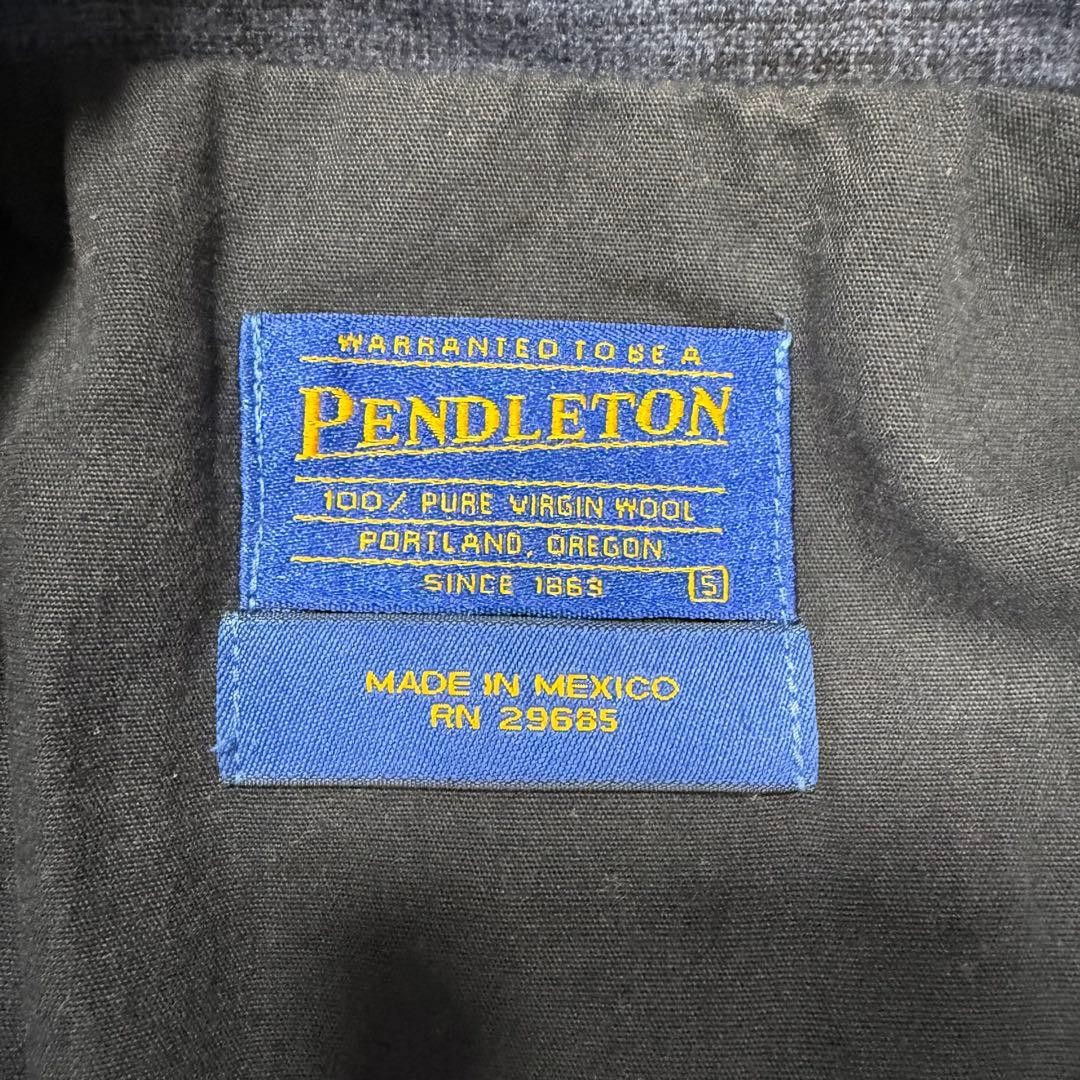 WARRANTED TO BE A
PENDLETON
100% PURE VIRGIN WOOL
PORTLAND, OREGON
SINCE 1863 S
MADE IN MEXICO
RN 29685